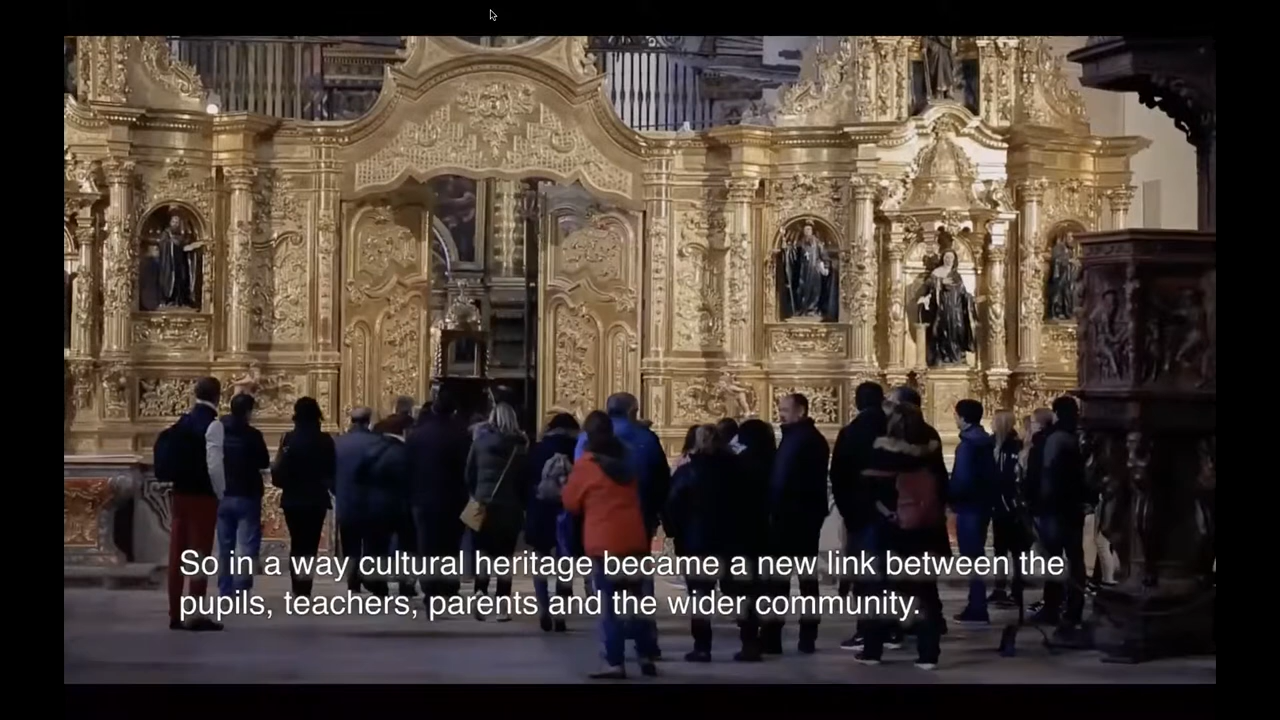 So in a way cultural heritage became a new link between the
pupils, teachers, parents and the wider community.